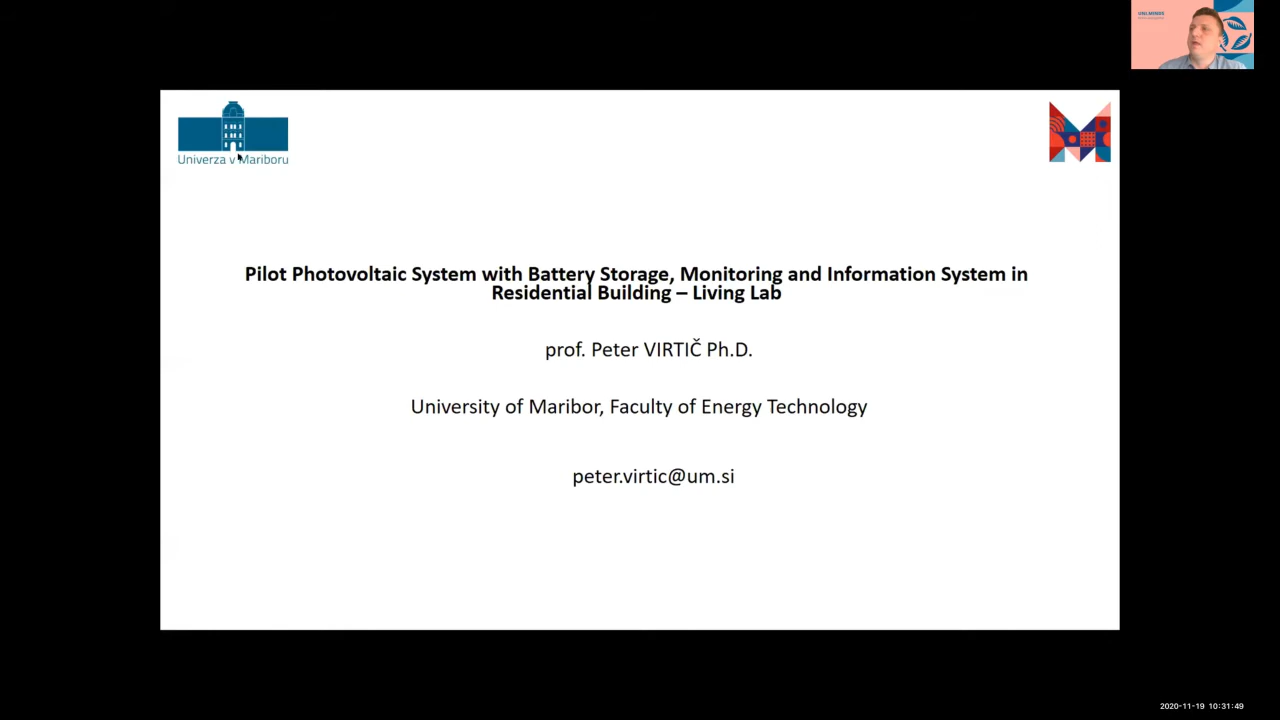 Univerza v Mariboru
Pilot Photovoltaic System with Battery Storage, Monitoring and Information System in
Residential Building – Living Lab
prof. Peter VIRTIČ Ph.D.
University of Maribor, Faculty of Energy Technology
peter.virtic@um.si
2020-11-19 10:31:49